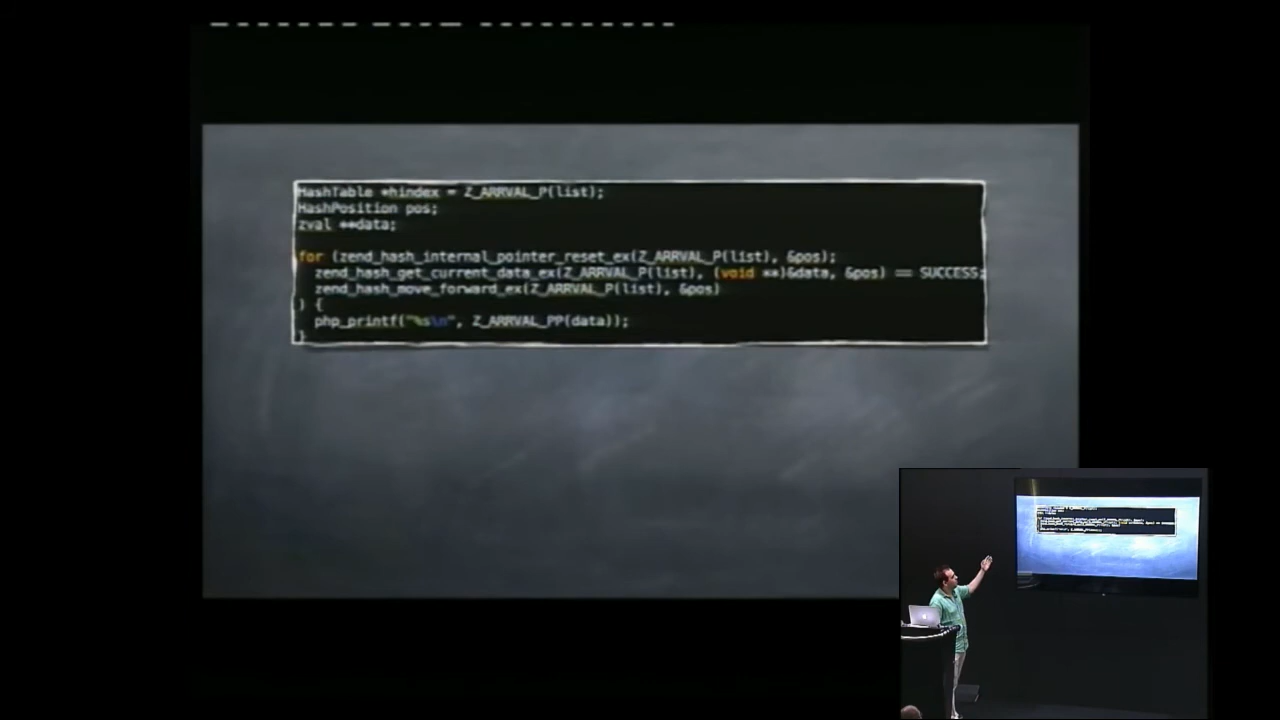 HashTable *hindex = Z_ARRVAL_P(list);
HashPosition pos;
zval **data;
for (zend_hash_internal_pointer_reset_ex(Z_ARRVAL_P(list), &pos);
zend_hash_get_current_data_ex(Z_ARRVAL_P(list), (void **)&data, &pos) == SUCCESS;
zend_hash_move_forward_ex(Z_ARRVAL_P(list), &pos)
) {
php_printf("%s\n", Z_ARRVAL_PP(data));
}